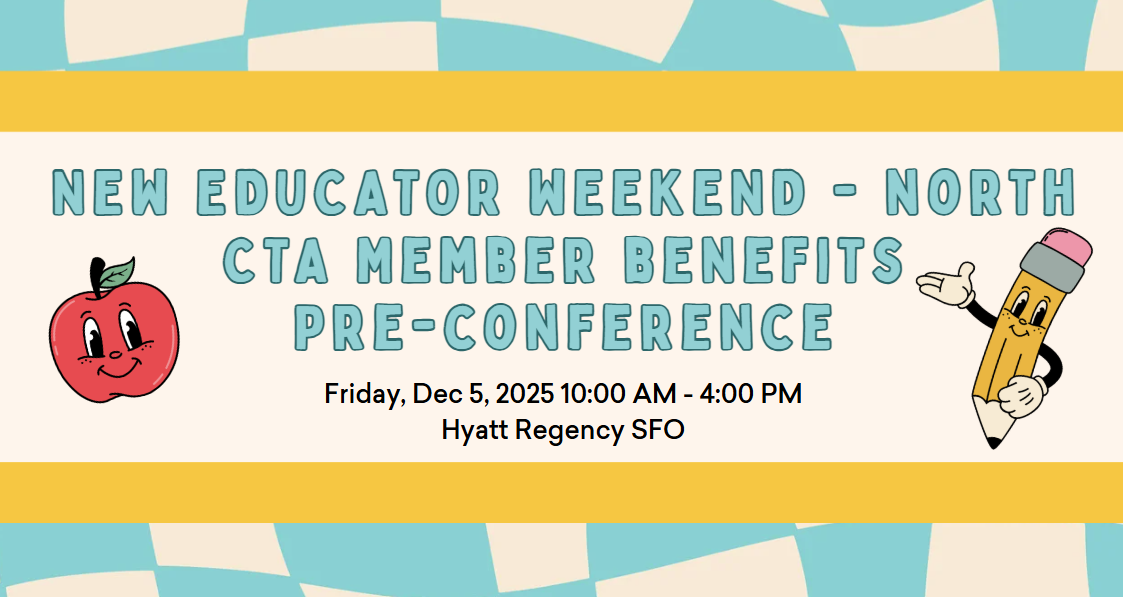 NEW EDUCATOR WEEKEND - NORTH
CTA MEMBER BENEFITS
PRE-CONFERENCE
Friday, Dec 5, 2025 10:00 AM - 4:00 PM
Hyatt Regency SFO